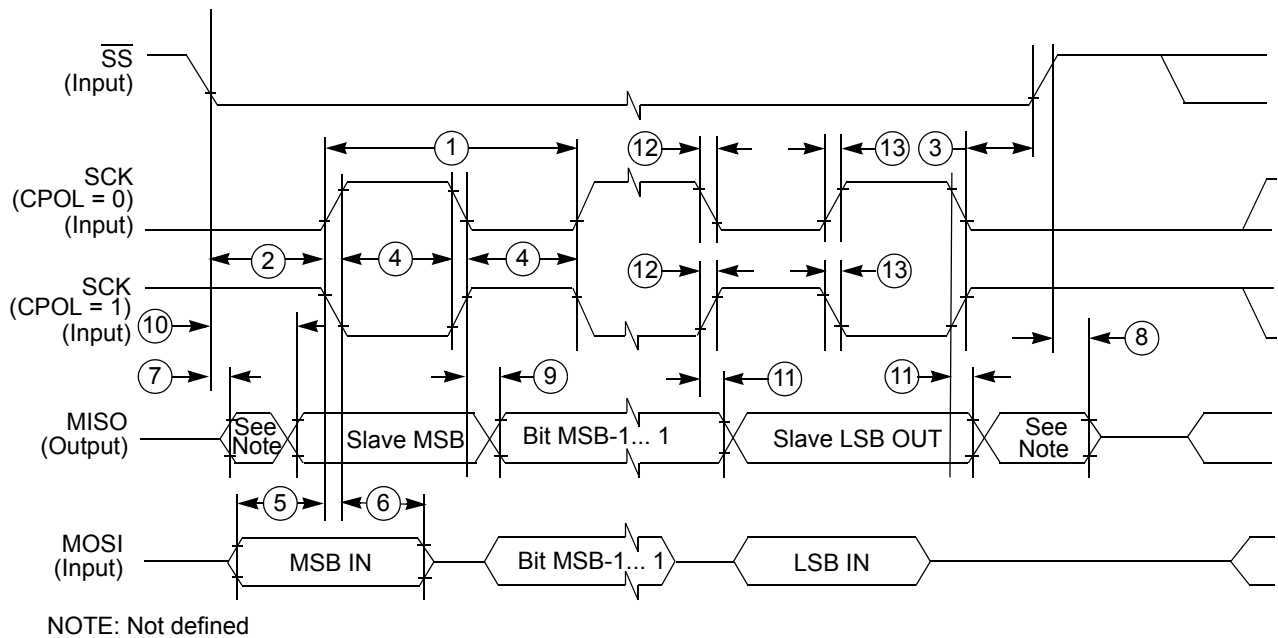 SS
(Input)
1
12
13
3
SCK
(CPOL = 0)
(Input)
2
4
4
12
13
SCK
(CPOL = 1)
(Input)
10
8
7
9
11
11
MISO
(Output)
See
Note
Slave MSB
Bit MSB-1... 1
Slave LSB OUT
See
Note
5
6
MOSI
(Input)
MSB IN
Bit MSB-1... 1
LSB IN
NOTE: Not defined